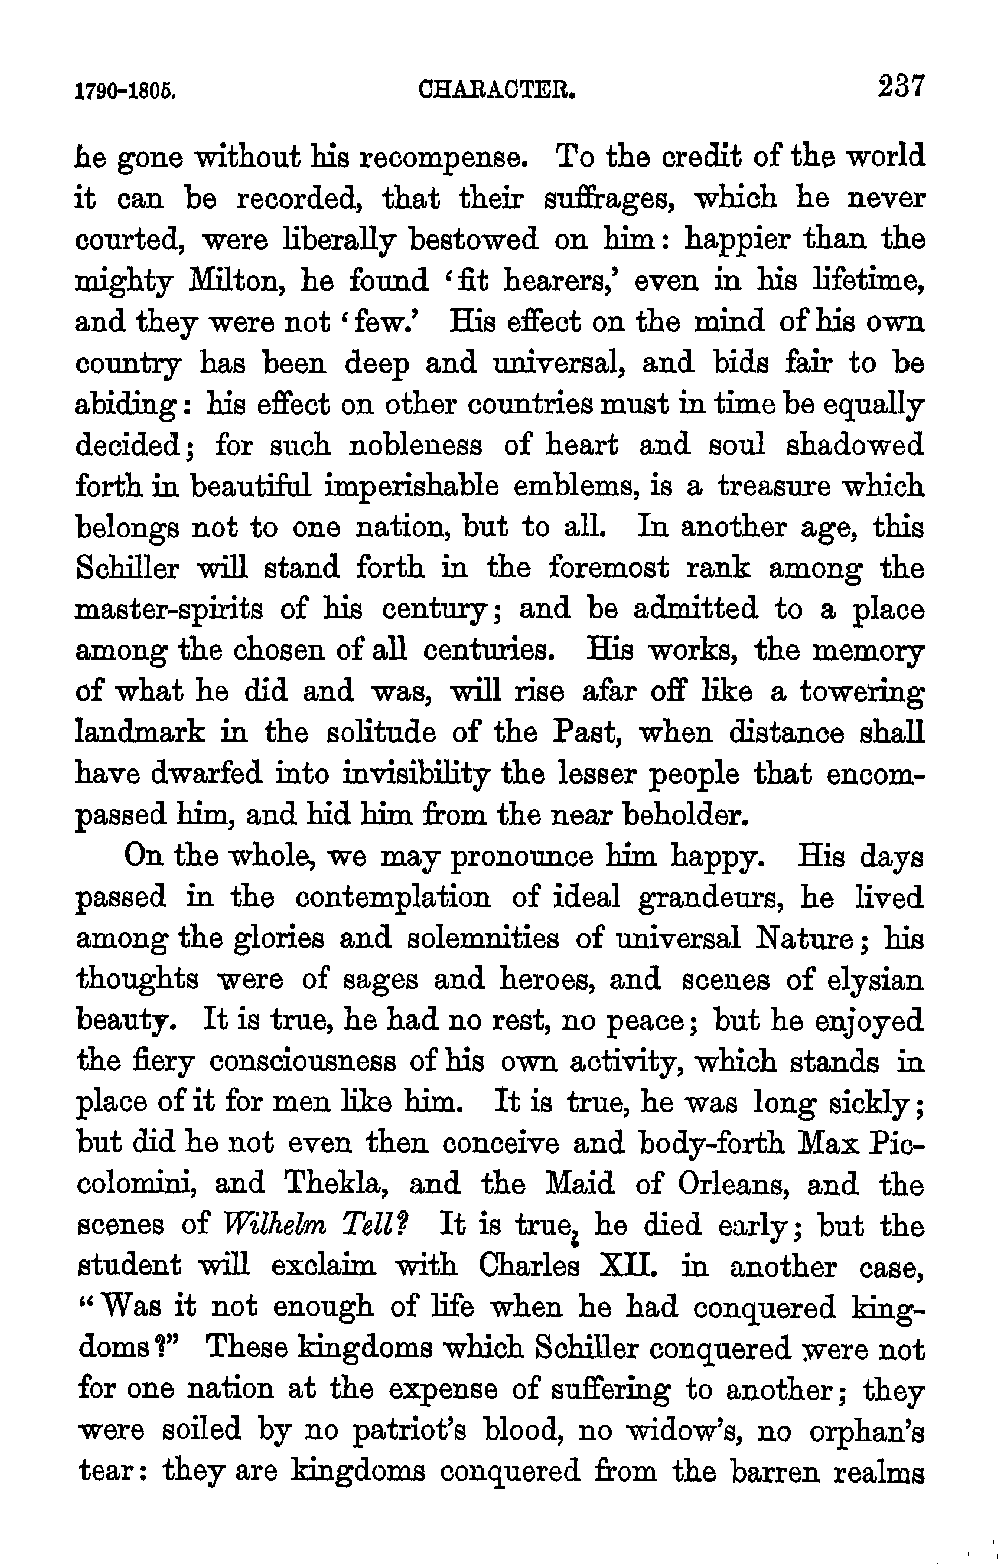 1790-1805. CHARACTER. 237
he gone without his recompense. To the credit of the world
it can be recorded, that their suffrages, which he never
courted, were liberally bestowed on him: happier than the
mighty Milton, he found ‘fit hearers,’ even in his lifetime,
and they were not ‘few.’ His effect on the mind of his own
country has been deep and universal, and bids fair to be
abiding: his effect on other countries must in time be equally
decided; for such nobleness of heart and soul shadowed
forth in beautiful imperishable emblems, is a treasure which
belongs not to one nation, but to all. In another age, this
Schiller will stand forth in the foremost rank among the
master-spirits of his century; and be admitted to a place
among the chosen of all centuries. His works, the memory
of what he did and was, will rise afar off like a towering
landmark in the solitude of the Past, when distance shall
have dwarfed into invisibility the lesser people that encom-
passed him, and hid him from the near beholder.
On the whole, we may pronounce him happy. His days
passed in the contemplation of ideal grandeurs, he lived
among the glories and solemnities of universal Nature; his
thoughts were of sages and heroes, and scenes of elysian
beauty. It is true, he had no rest, no peace; but he enjoyed
the fiery consciousness of his own activity, which stands in
place of it for men like him. It is true, he was long sickly;
but did he not even then conceive and body-forth Max Pic-
colomini, and Thekla, and the Maid of Orleans, and the
scenes of Wilhelm Tell? It is true, he died early; but the
student will exclaim with Charles XII. in another case,
“Was it not enough of life when he had conquered king-
doms?” These kingdoms which Schiller conquered were not
for one nation at the expense of suffering to another; they
were soiled by no patriot’s blood, no widow’s, no orphan’s
tear: they are kingdoms conquered from the barren realms